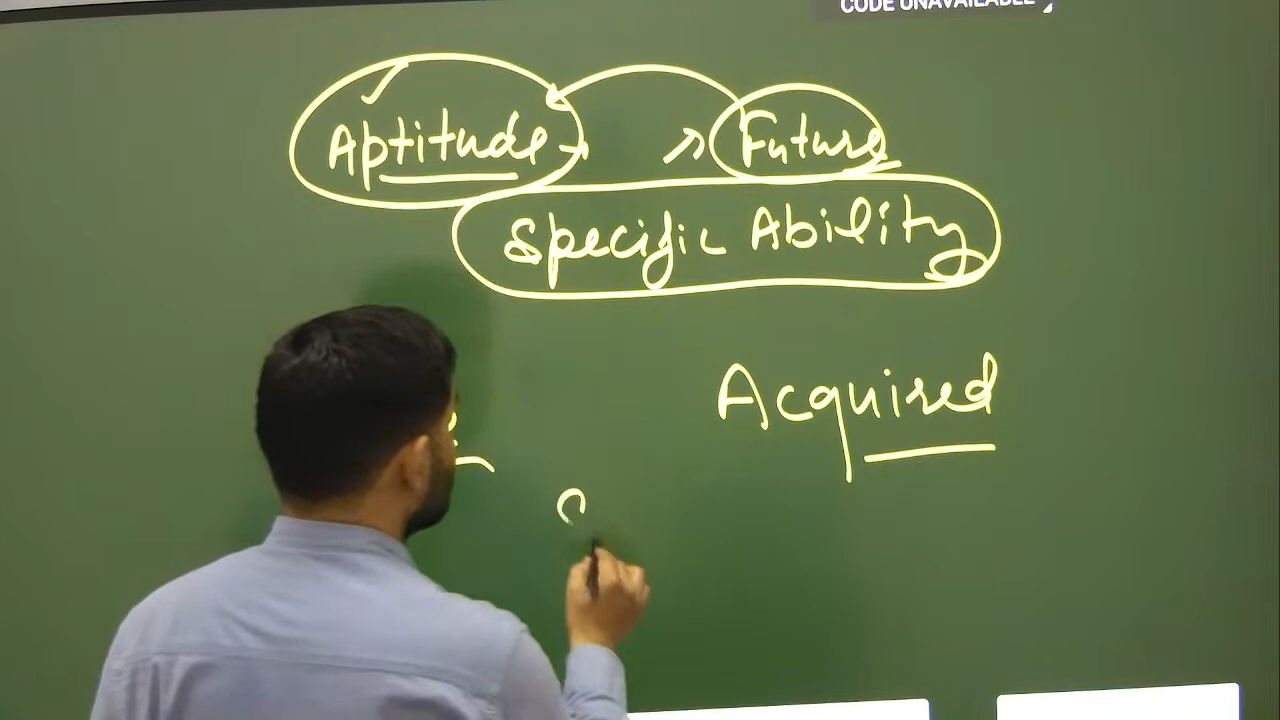 CODE UNAVAILABLE
Aptitude → Future
Specific Ability
Acquired